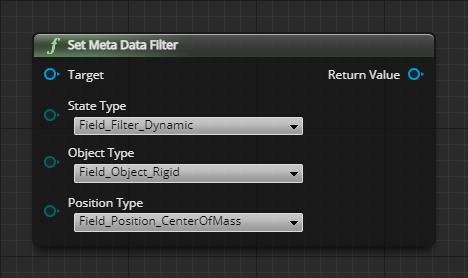 Set Meta Data Filter
Target Return Value
State Type
Field_Filter_Dynamic
Object Type
Field_Object_Rigid
Position Type
Field_Position_CenterOfMass